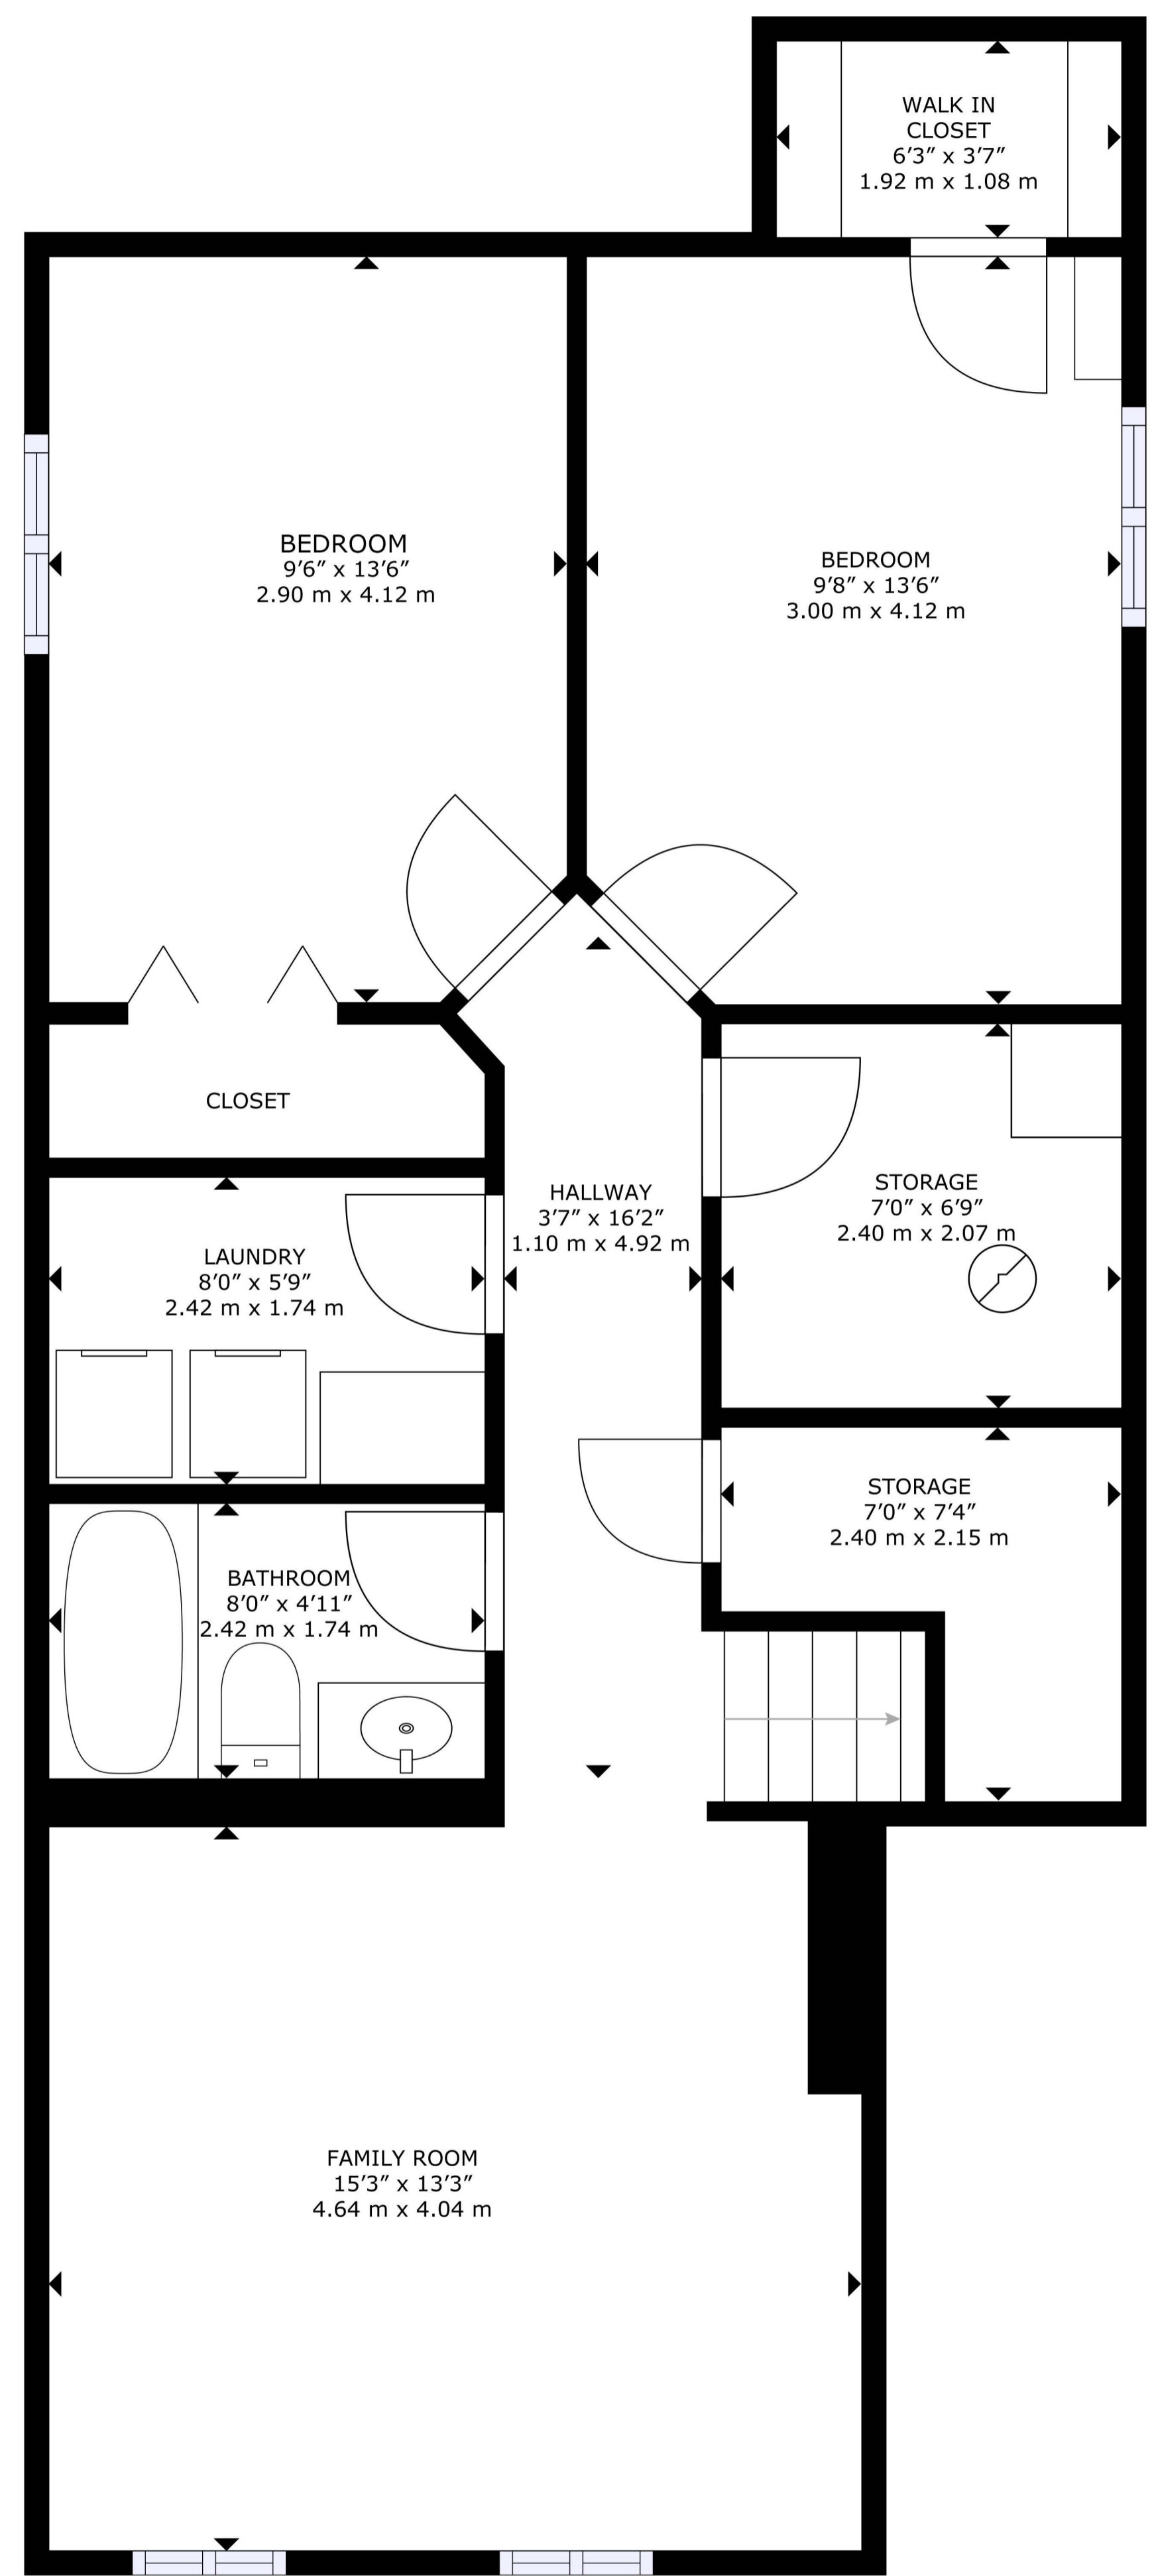 WALK IN
CLOSET
6′3″ x 3′7″
1.92 m x 1.08 m
BEDROOM
9′6″ x 13′6″
2.90 m x 4.12 m
BEDROOM
9′8″ x 13′6″
3.00 m x 4.12 m
CLOSET
HALLWAY
3′7″ x 16′2″
1.10 m x 4.92 m
STORAGE
7′0″ x 6′9″
2.40 m x 2.07 m
LAUNDRY
8′0″ x 5′9″
2.42 m x 1.74 m
STORAGE
7′0″ x 7′4″
2.40 m x 2.15 m
BATHROOM
8′0″ x 4′11″
2.42 m x 1.74 m
FAMILY ROOM
15′3″ x 13′3″
4.64 m x 4.04 m